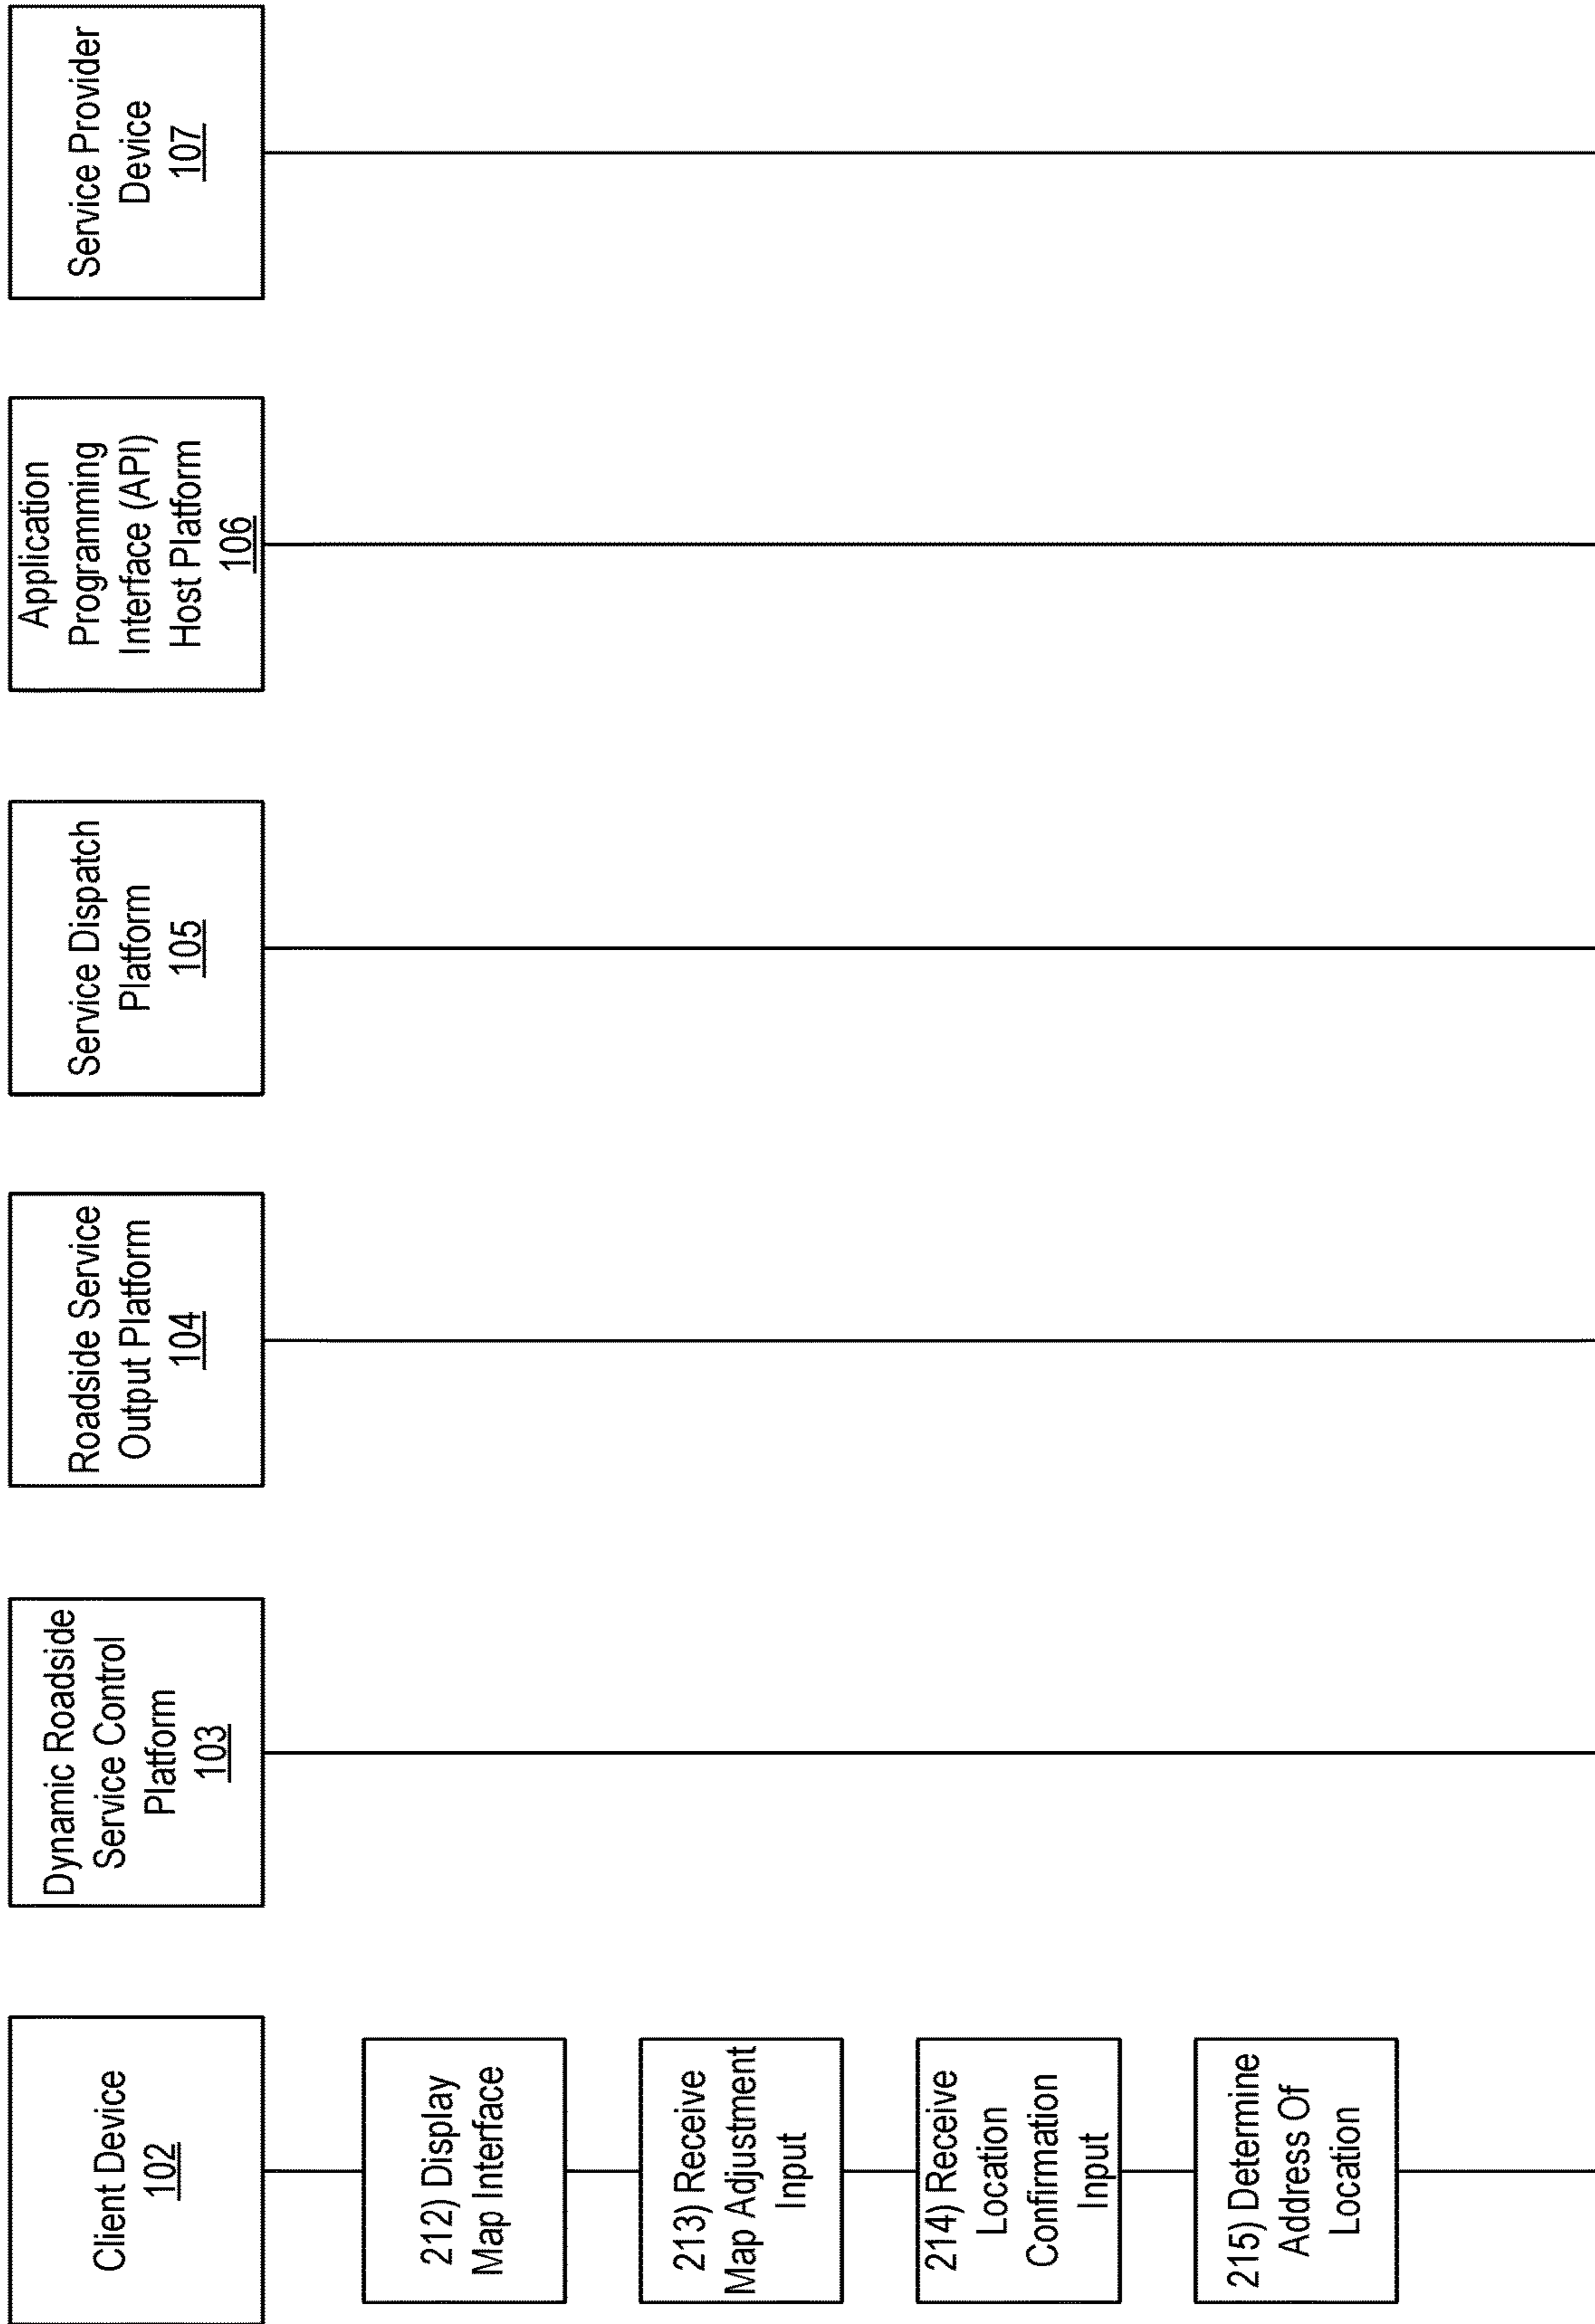 Client Device
102
Dynamic Roadside
Service Control
Platform
103
Roadside Service
Output Platform
104
Service Dispatch
Platform
105
Application
Programming
Interface (API)
Host Platform
106
Service Provider
Device
107
212) Display
Map Interface
213) Receive
Map Adjustment
Input
214) Receive
Location
Confirmation
Input
215) Determine
Address Of
Location